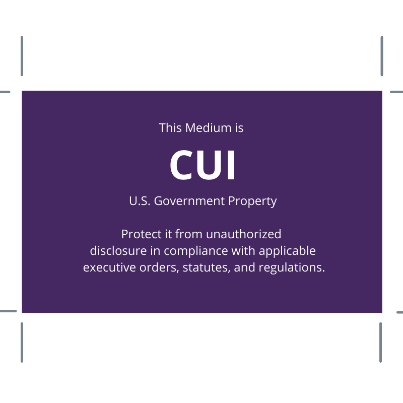 This Medium is
CUI
U.S. Government Property
Protect it from unauthorized
disclosure in compliance with applicable
executive orders, statutes, and regulations.